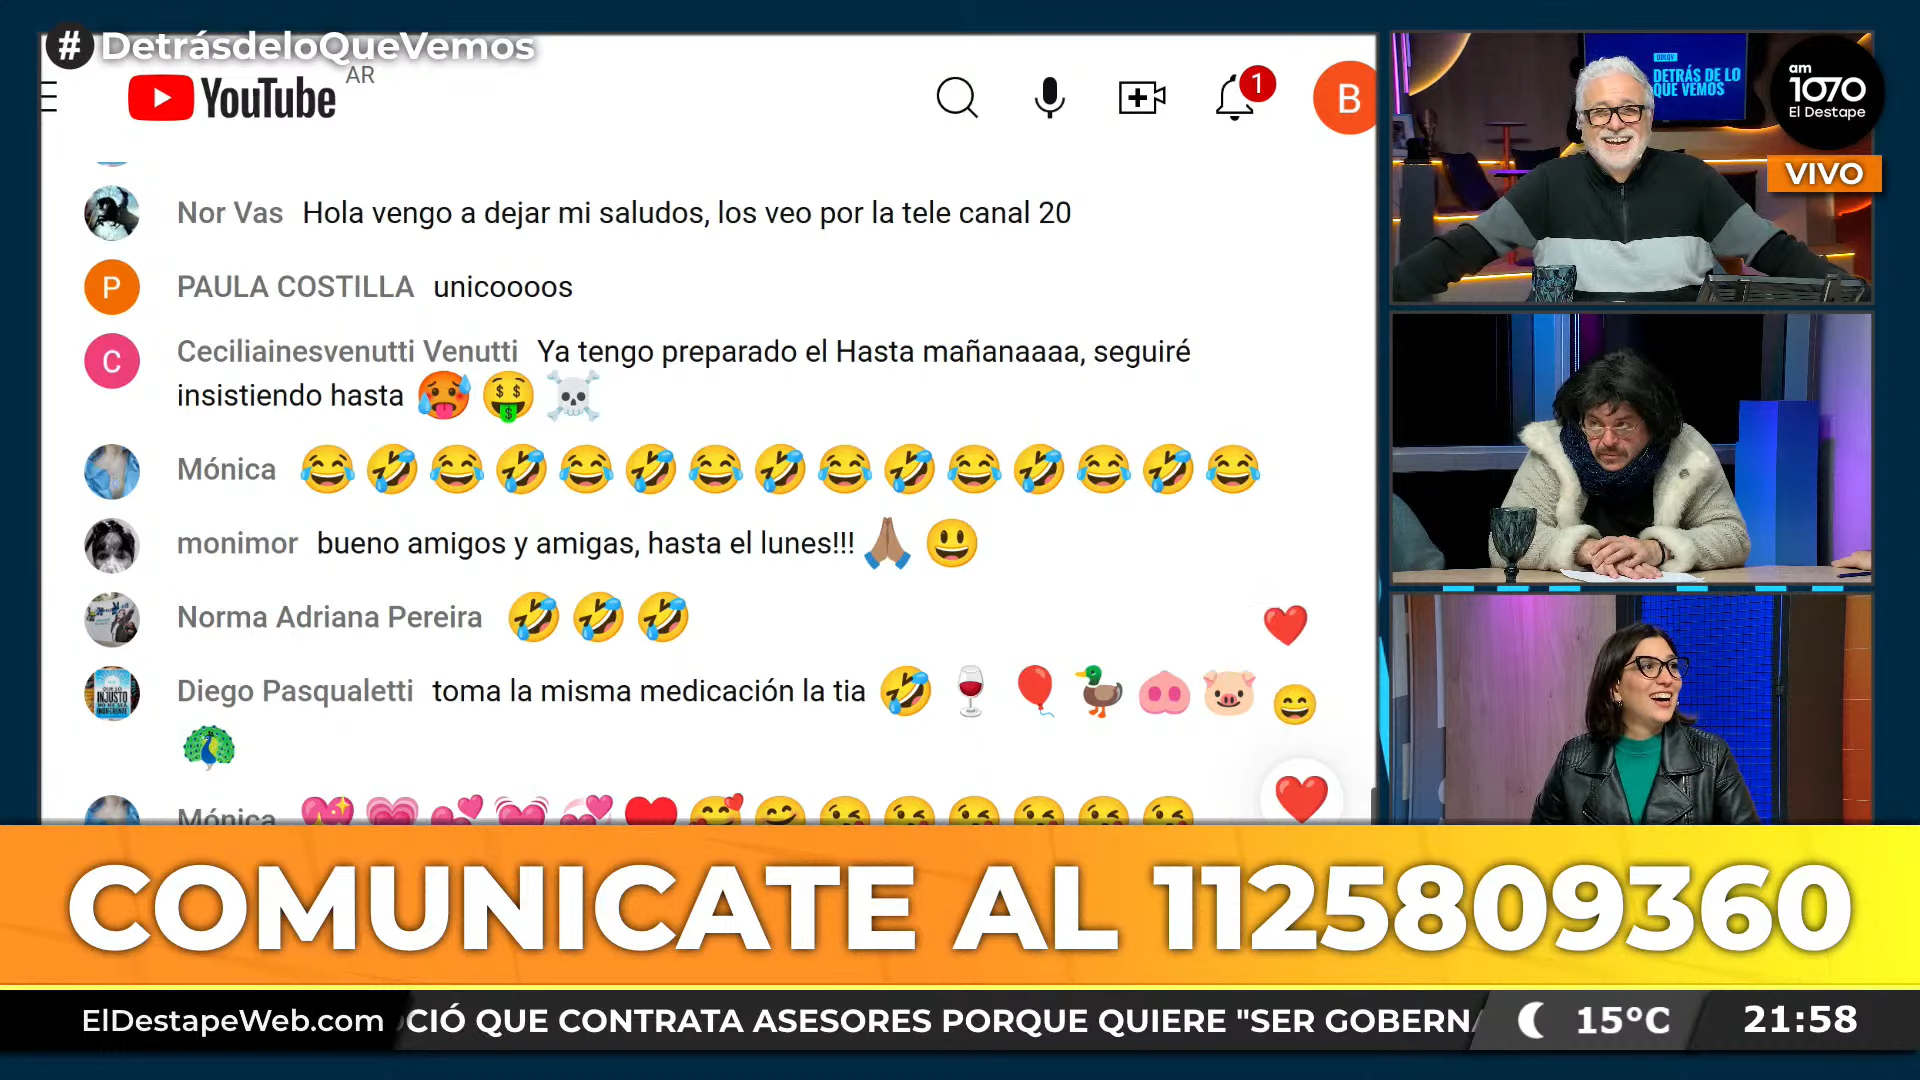 #DetrásdeloQueVemos
YouTube AR
1
B
Nor Vas Hola vengo a dejar mi saludos, los veo por la tele canal 20
P
PAULA COSTILLA unicoooos
C
Ceciliainesvenutti Venutti Ya tengo preparado el Hasta mañanaaaa, seguiré
insistiendo hasta
Mónica
monimor bueno amigos y amigas, hasta el lunes!!!
Norma Adriana Pereira
Diego Pasqualetti toma la misma medicación la tia
Mónica
DETRÁS DE LO
QUE VEMOS
am
1070
El Destape
VIVO
COMUNICATE AL 1125809360
ElDestapeWeb.com
CIÓ QUE CONTRATA ASESORES PORQUE QUIERE "SER GOBERNA
15°C
21:58